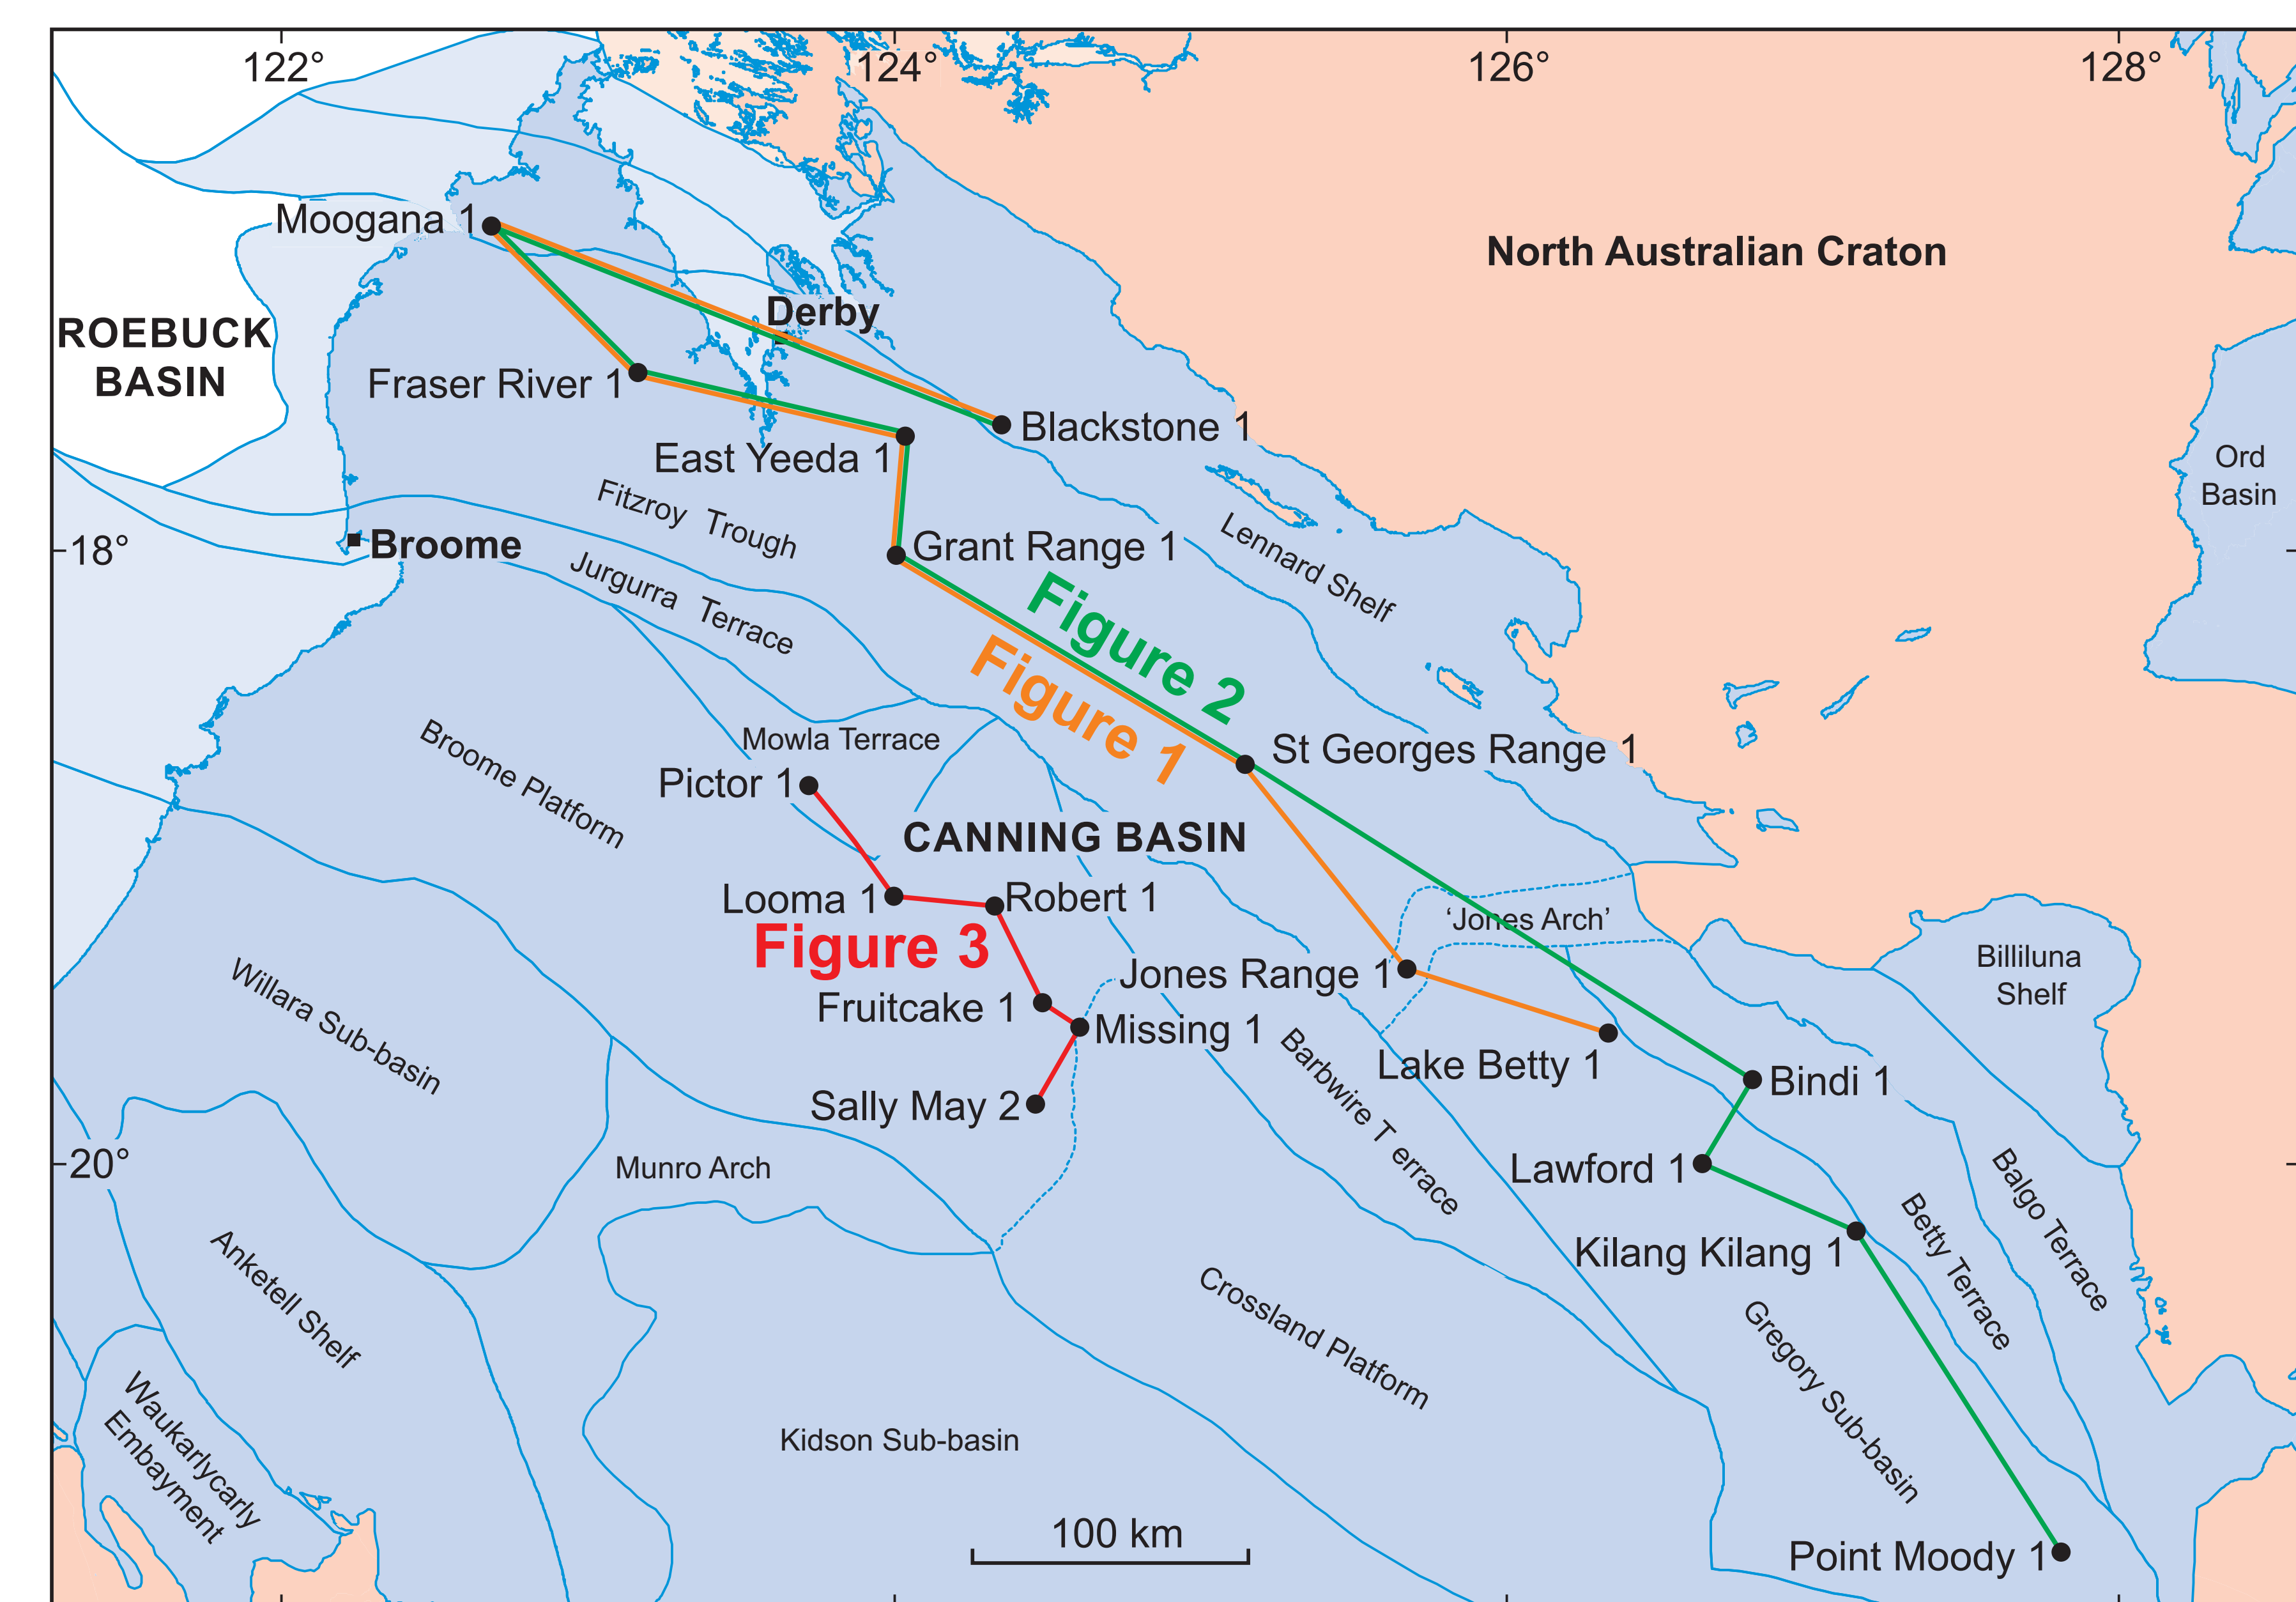 122°
124°
126°
128°
Moogana 1
North Australian Craton
ROEBUCK
BASIN
Derby
Fraser River 1
Blackstone 1
East Yeeda 1
Ord
Basin
Fitzroy Trough
18°
Broome
Grant Range 1
Lennard Shelf
Jurgurra Terrace
Figure 2
Figure 1
Mowla Terrace
St Georges Range 1
Broome Platform
Pictor 1
CANNING BASIN
Looma 1
Robert 1
'Jones Arch'
Figure 3
Billiluna
Shelf
Jones Range 1
Fruitcake 1
Missing 1
Willara Sub-basin
Barbwire T errace
Lake Betty 1
Bindi 1
Sally May 2
20°
Munro Arch
Lawford 1
Balgo Terrace
Betty Terrace
Kilang Kilang 1
Anketell Shelf
Crossland Platform
Gregory Sub-basin
Waukarlycarly
Embayment
Kidson Sub-basin
100 km
Point Moody 1